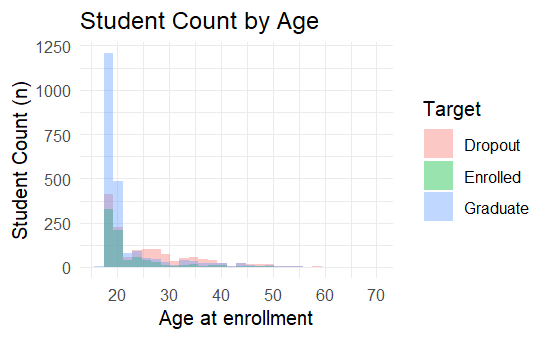 Student Count by Age
Student Count (n)
1250
1000
750
500
250
0
20 30 40 50 60 70
Age at enrollment
Target
Dropout
Enrolled
Graduate